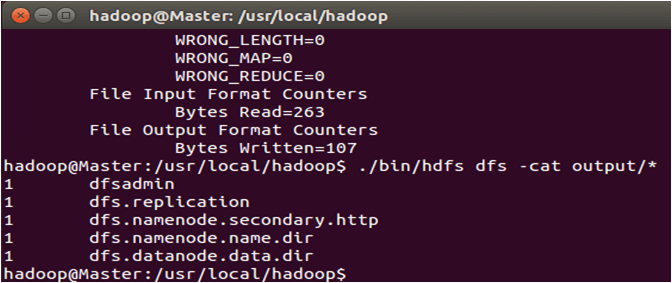 hadoop@Master: /usr/local/hadoop
WRONG_LENGTH=0
WRONG_MAP=0
WRONG_REDUCE=0
File Input Format Counters
Bytes Read=263
File Output Format Counters
Bytes Written=107
hadoop@Master:/usr/local/hadoop$ ./bin/hdfs dfs -cat output/*
1 dfsadmin
1 dfs.replication
1 dfs.namenode.secondary.http
1 dfs.namenode.name.dir
1 dfs.datanode.data.dir
hadoop@Master:/usr/local/hadoop$